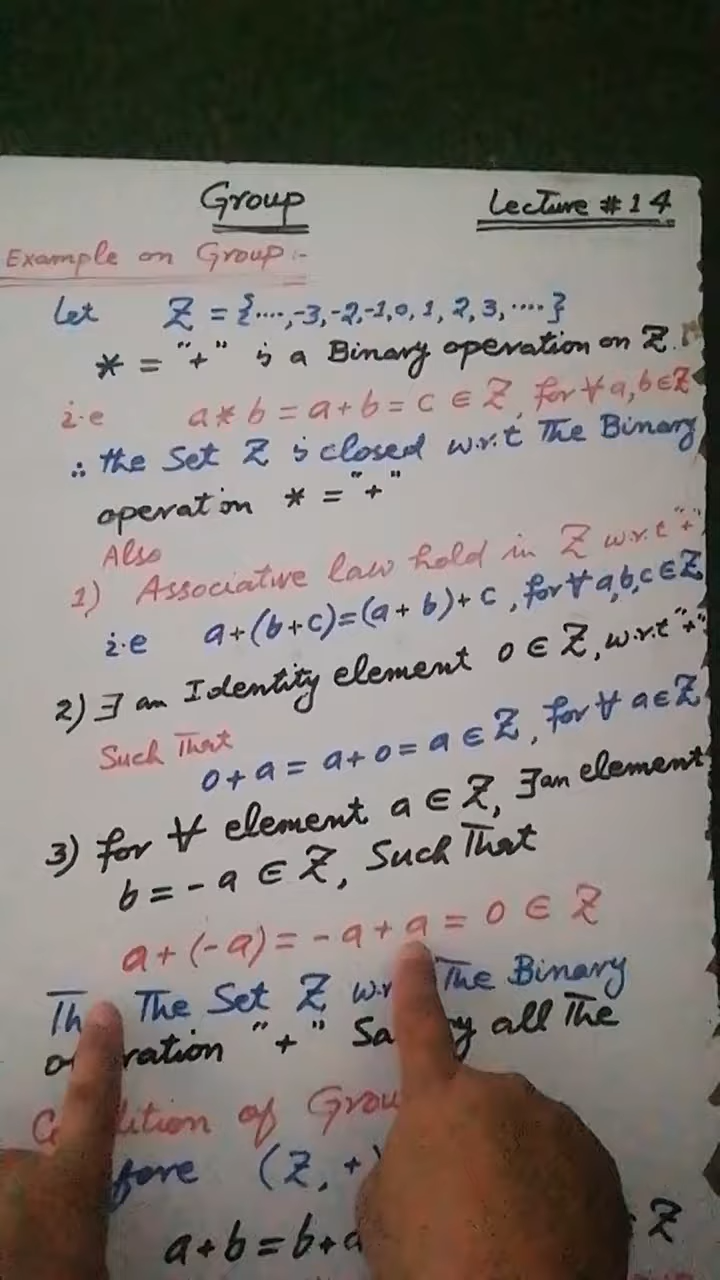 Group
Lecture # 14
Example on Group:-
Let Z = {....,-3,-2,-1,0,1,2,3,....}
* = "+" is a Binary operation on Z.
i.e a * b = a + b = c ∈ Z, for ∀ a,b ∈ Z
∴ the Set Z is closed w.r.t The Binary
operation * = "+"
Also
1) Associative law hold in Z w.r.t "+"
i.e a+(b+c)=(a+b)+c, for ∀ a,b,c ∈ Z
2) ∃ an Identity element 0 ∈ Z, w.r.t "+"
Such That
0+a = a+0 = a ∈ Z, for ∀ a ∈ Z
3) for ∀ element a ∈ Z, ∃ an element
b = -a ∈ Z, Such That
a+(-a) = -a+a = 0 ∈ Z
The Set Z The Binary
"+" all The
of
(Z, +
a+b = b+a Z